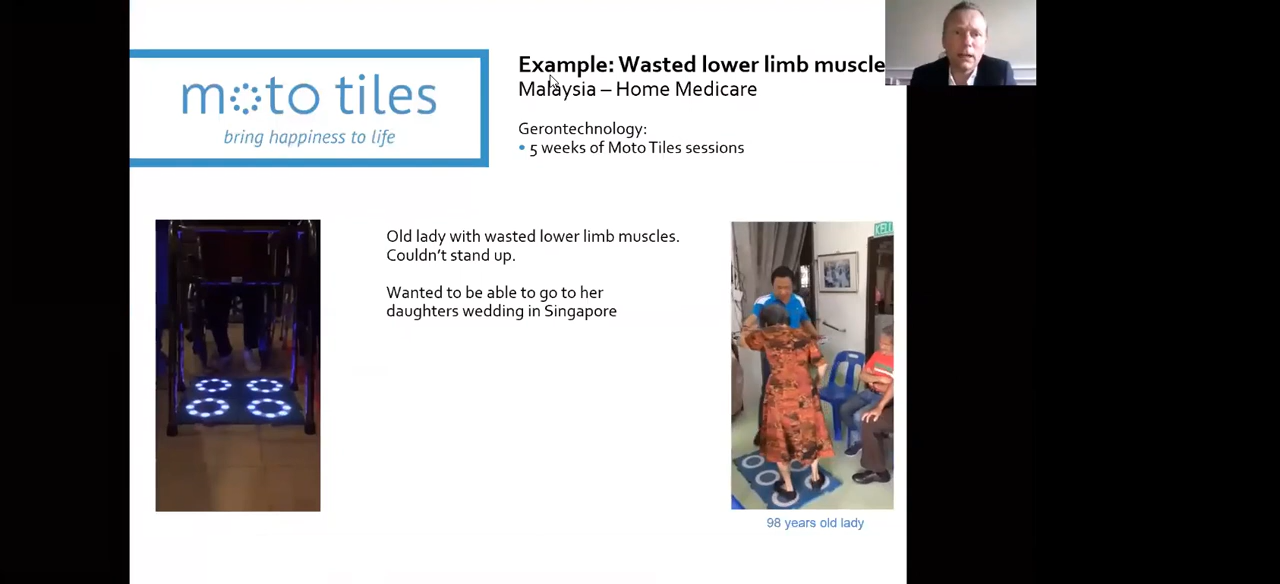 moto tiles
bring happiness to life
Example: Wasted lower limb muscle
Malaysia – Home Medicare
Gerontechnology:
• 5 weeks of Moto Tiles sessions
Old lady with wasted lower limb muscles.
Couldn't stand up.
Wanted to be able to go to her
daughters wedding in Singapore
98 years old lady